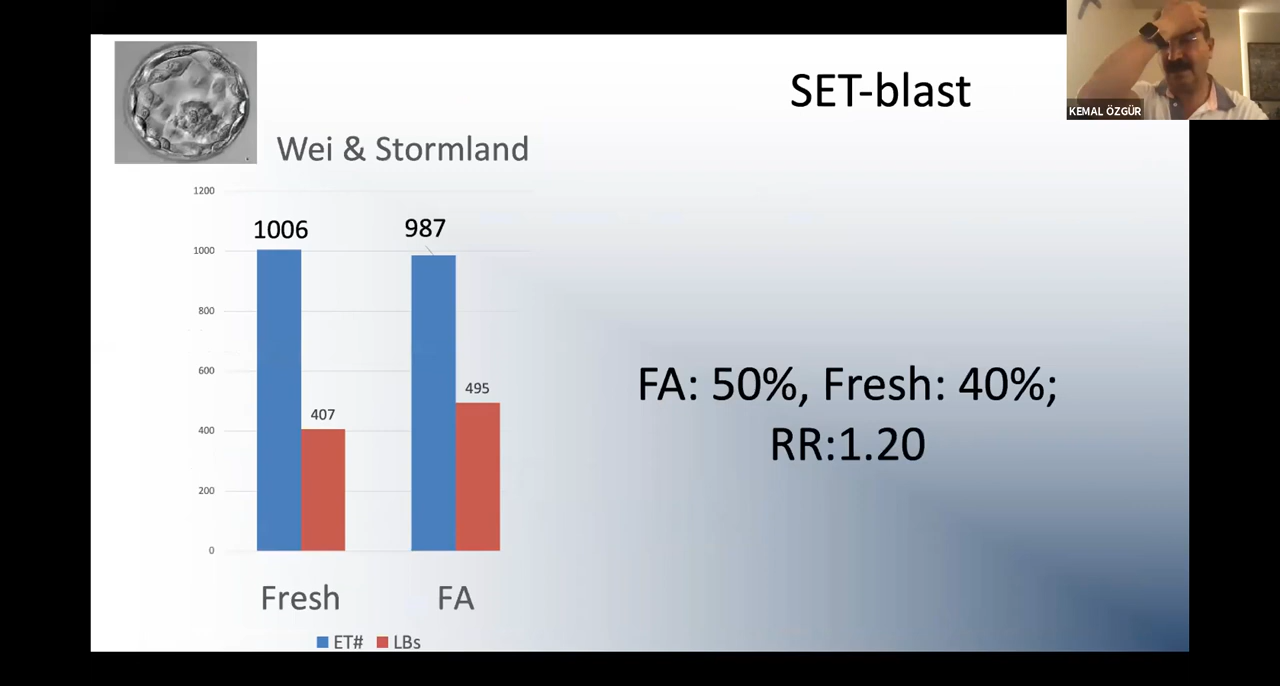 SET-blast
KEMAL ÖZGÜR
Wei & Stormland
1200
1000
800
600
400
200
0
1006
987
407
495
Fresh
FA
ET#
LBs
FA: 50%, Fresh: 40%;
RR:1.20